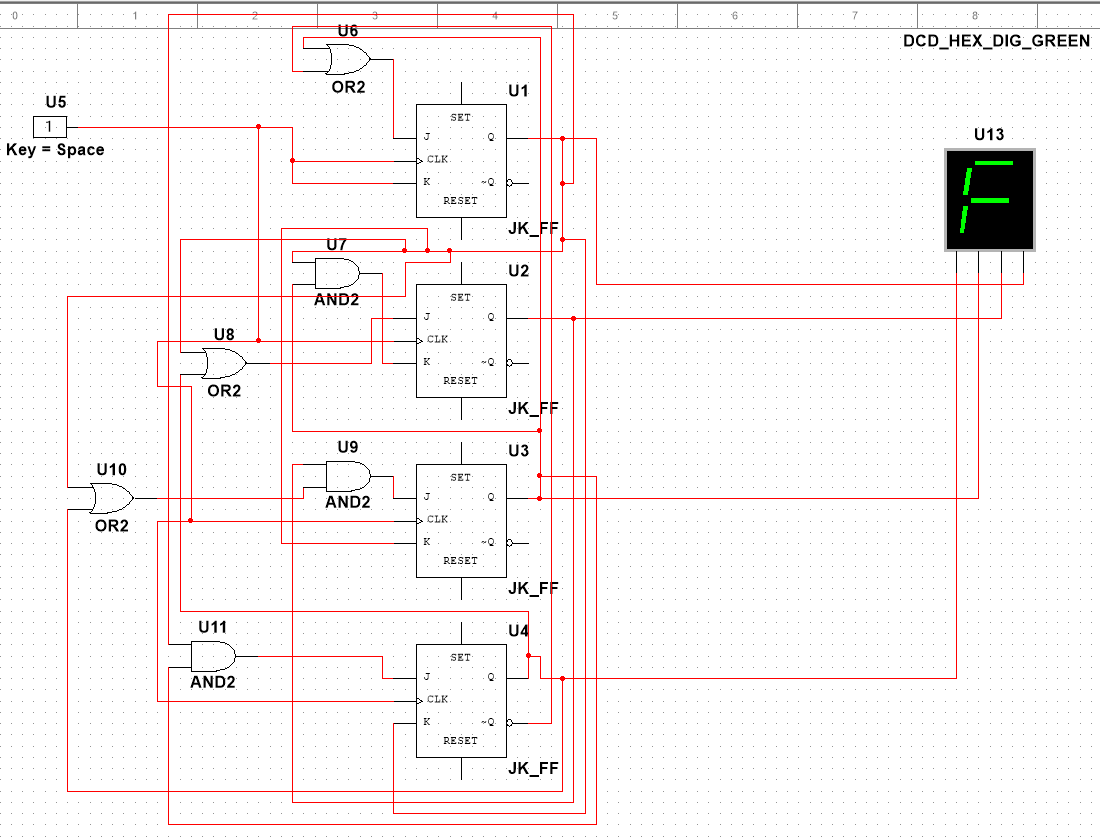 0 1 2 3 4 5 6 7 8
DCD_HEX_DIG_GREEN
U6
OR2
U5
1
Key = Space
U1
SET
J Q
CLK
K ~Q
RESET
JK_FF
U13
F
U7
AND2
U2
SET
J Q
CLK
K ~Q
RESET
JK_FF
U8
OR2
U9
AND2
U3
SET
J Q
CLK
K ~Q
RESET
JK_FF
U10
OR2
U11
AND2
U4
SET
J Q
CLK
K ~Q
RESET
JK_FF